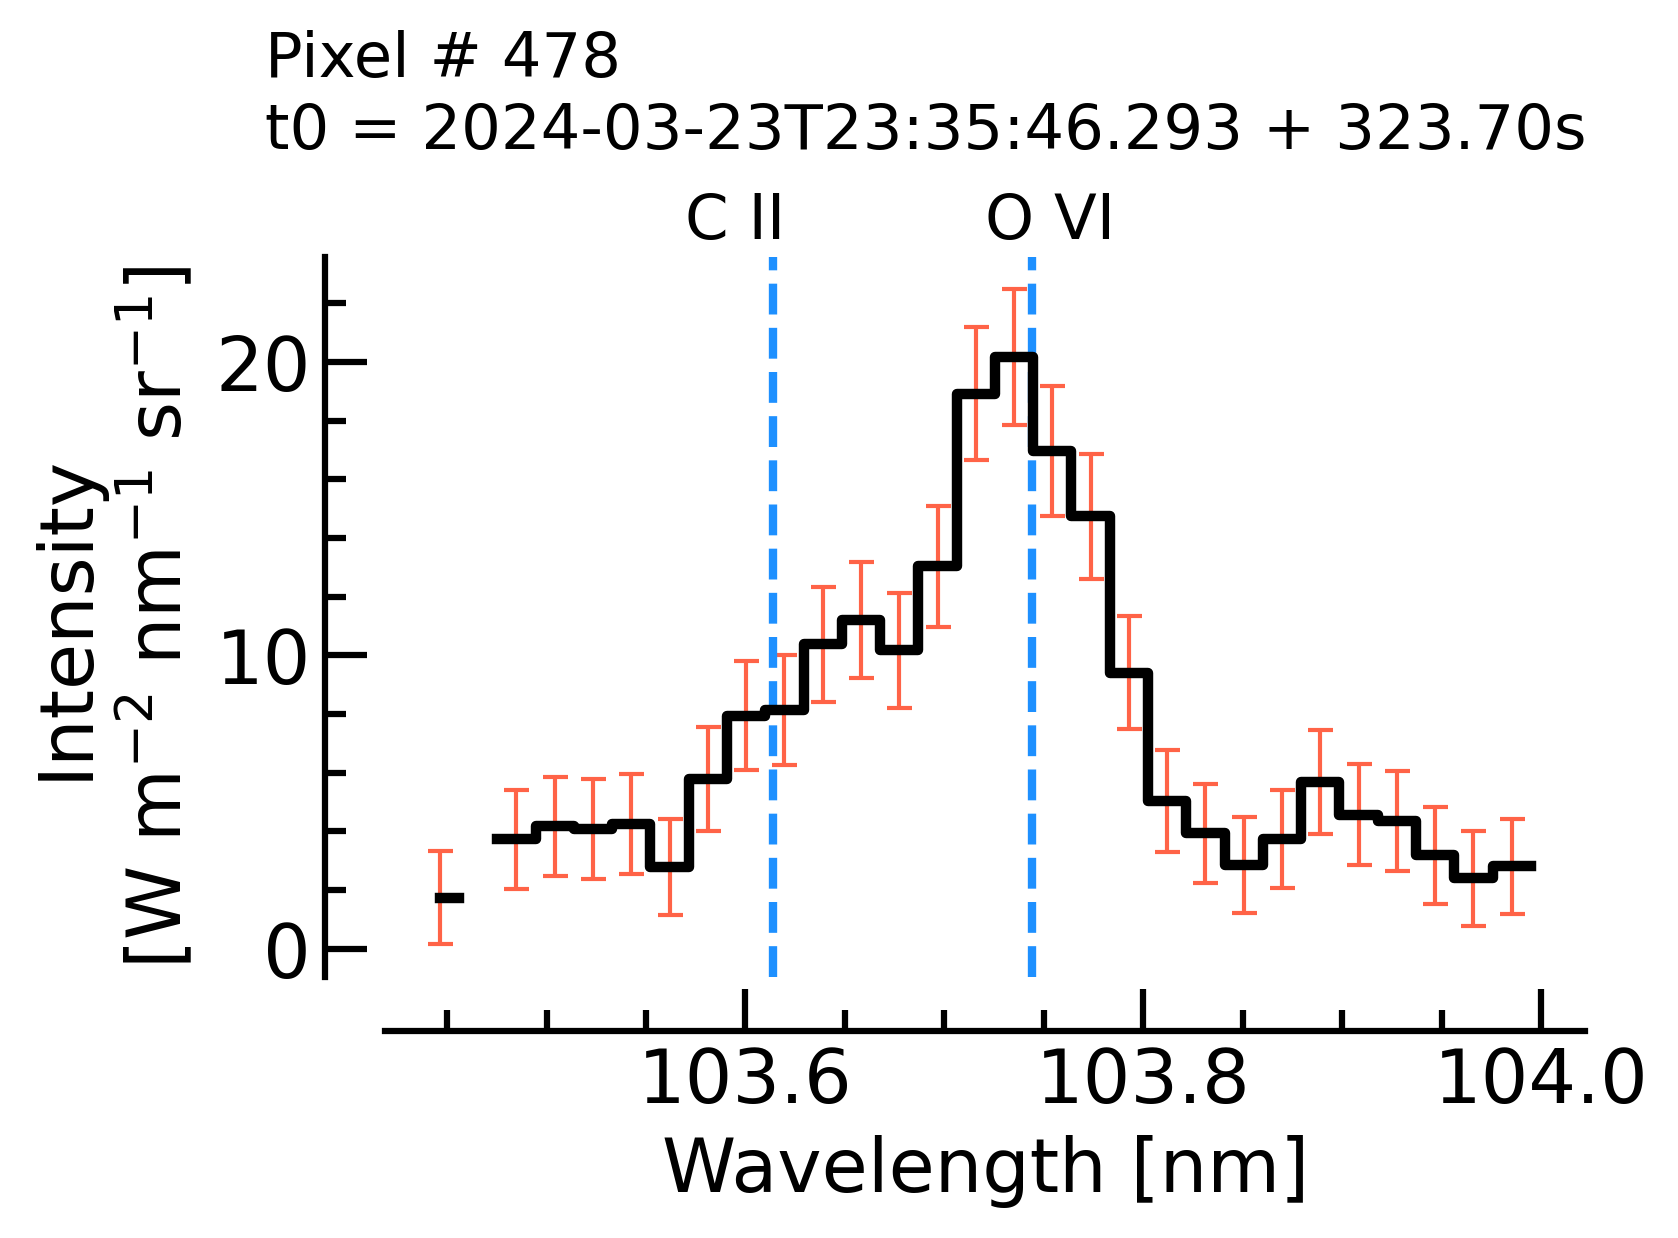 Pixel # 478
t0 = 2024-03-23T23:35:46.293 + 323.70s
C II
O VI
Intensity
[W m⁻² nm⁻¹ sr⁻¹]
20
10
0
103.6
103.8
104.0
Wavelength [nm]